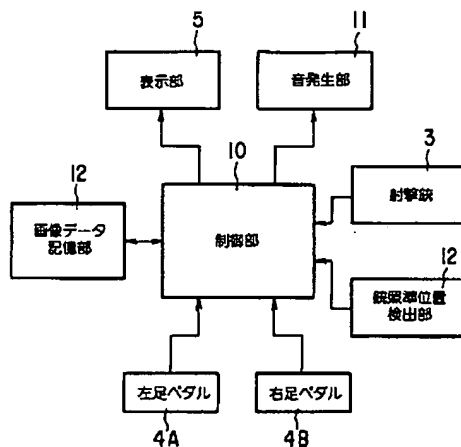 5
表示部
11
音発生部
10
制御部
12
画像データ
記憶部
3
射撃銃
12
銃照準位置
検出部
左足ペダル
4A
右足ペダル
4B